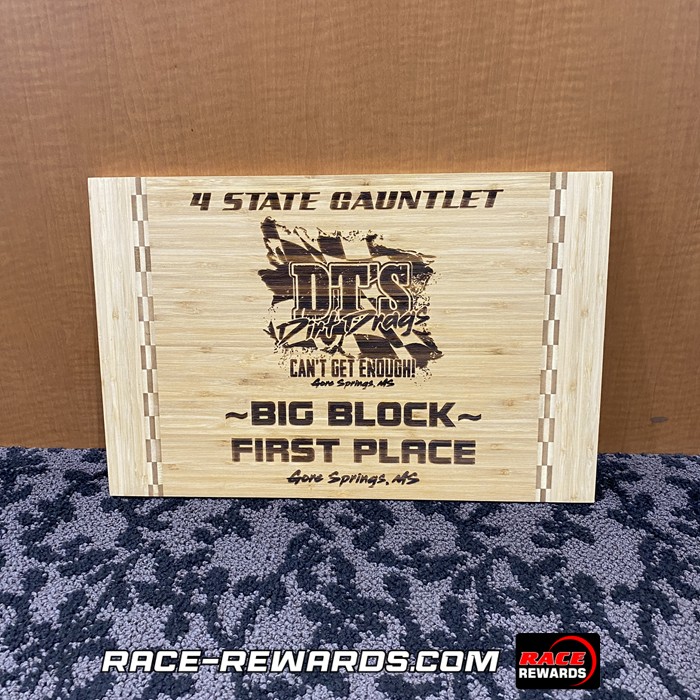 4 STATE GAUNTLET
DT'S
Dirt Drags
CAN'T GET ENOUGH!
Gore Springs, MS
~BIG BLOCK~
FIRST PLACE
Gore Springs, MS
RACE-REWARDS.COM
RACE
REWARDS